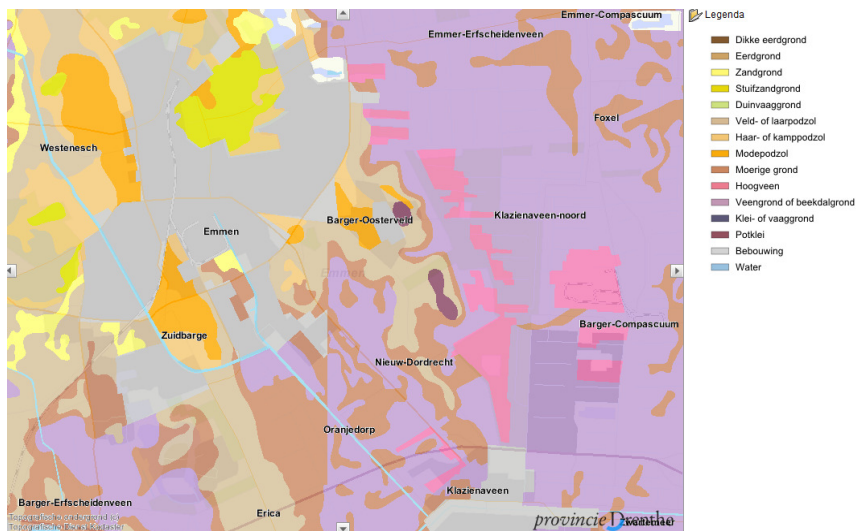 Emmer-Compascuum
Legenda
Emmer-Erfscheidenveen
Dikke eerdgrond
Eerdgrond
Zandgrond
Stuifzandgrond
Duinvaaggrond
Veld- of laarpodzol
Haar- of kamppodzol
Modepodzol
Moerige grond
Hoogveen
Veengrond of beekdalgrond
Klei- of vaaggrond
Potklei
Bebouwing
Water
Foxel
Westenesch
Barger-Oosterveld
Klazienaveen-noord
Emmen
Emmen
Zuidbarge
Barger-Compascuum
Nieuw-Dordrecht
Oranjedorp
Klazienaveen
Barger-Erfscheidenveen
Erica
provincie Drenthe
Zwartemeer